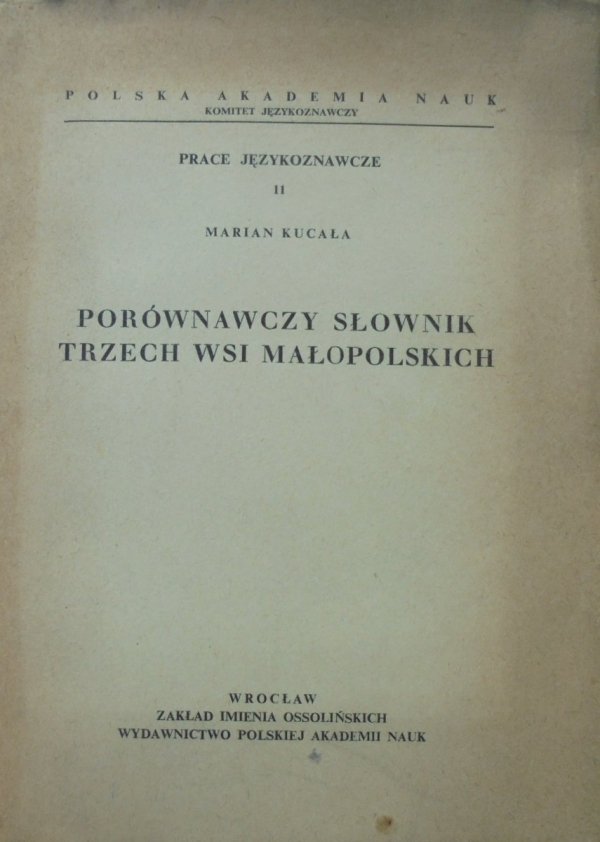 POLSKA AKADEMIA NAUK
KOMITET JĘZYKOZNAWCZY
PRACE JĘZYKOZNAWCZE
11
MARIAN KUCAŁA
PORÓWNAWCZY SŁOWNIK
TRZECH WSI MAŁOPOLSKICH
WROCŁAW
ZAKŁAD IMIENIA OSSOLIŃSKICH
WYDAWNICTWO POLSKIEJ AKADEMII NAUK